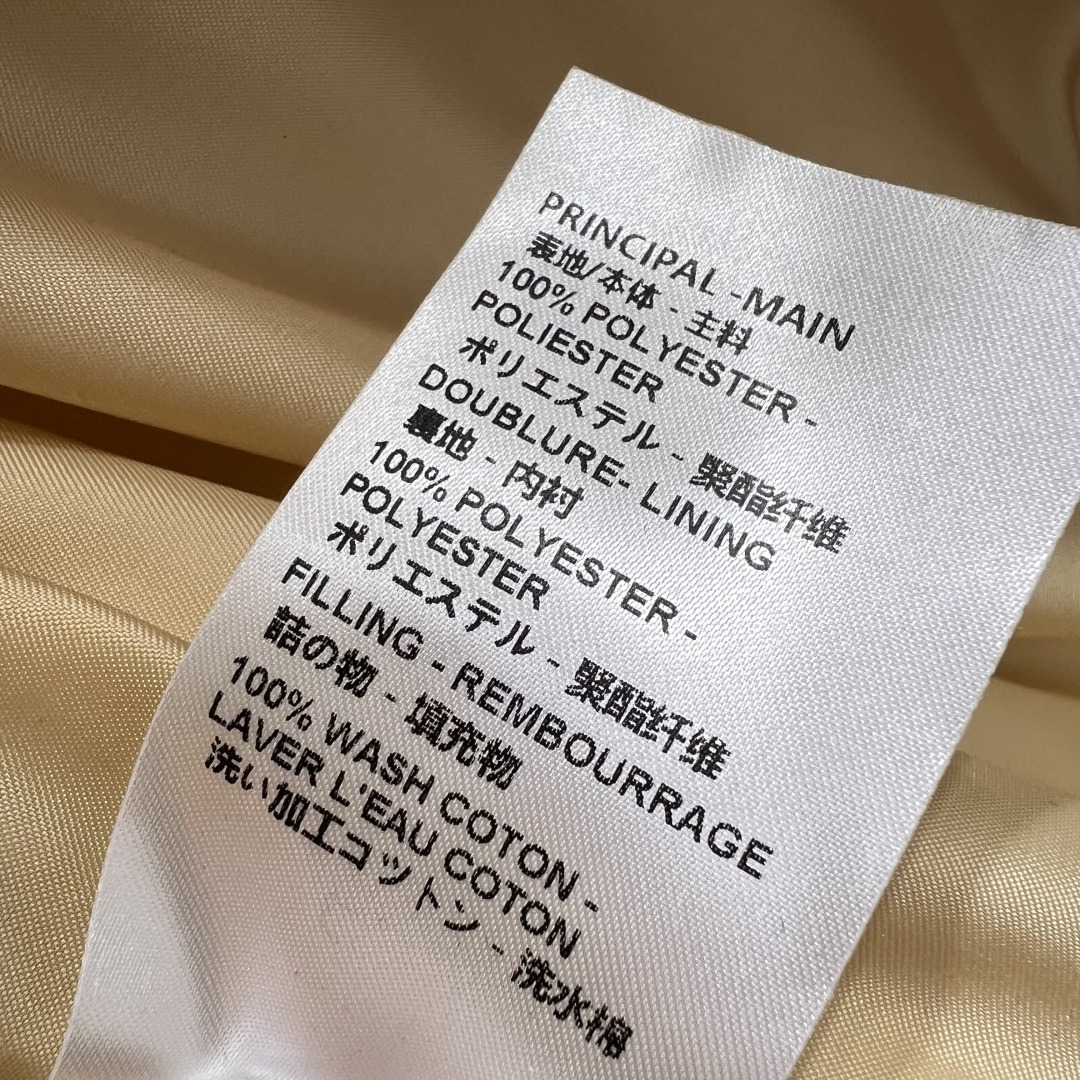 PRINCIPAL -MAIN
表地/本体 - 主料
100% POLYESTER -
POLIESTER
ポリエステル - 聚酯纤维
DOUBLURE- LINING
裏地 - 内衬
100% POLYESTER -
POLYESTER
ポリエステル - 聚酯纤维
FILLING - REMBOURRAGE
詰の物 - 填充物
100% WASH COTON -
LAVER L'EAU COTON
洗い加工コットン - 洗水棉